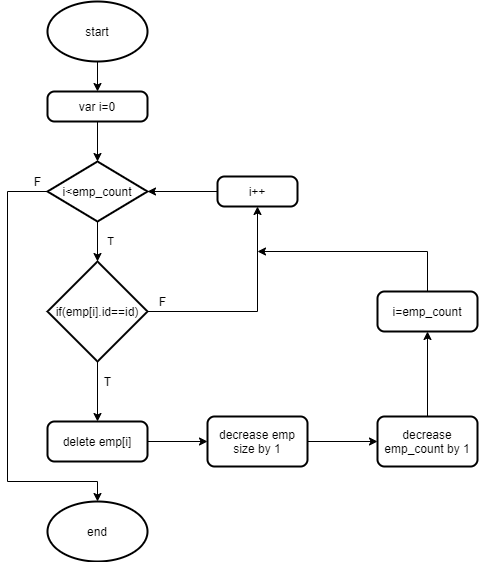 start
var i=0
F
i<emp_count
i++
T
if(emp[i].id==id)
F
i=emp_count
T
delete emp[i]
decrease emp
size by 1
decrease
emp_count by 1
end